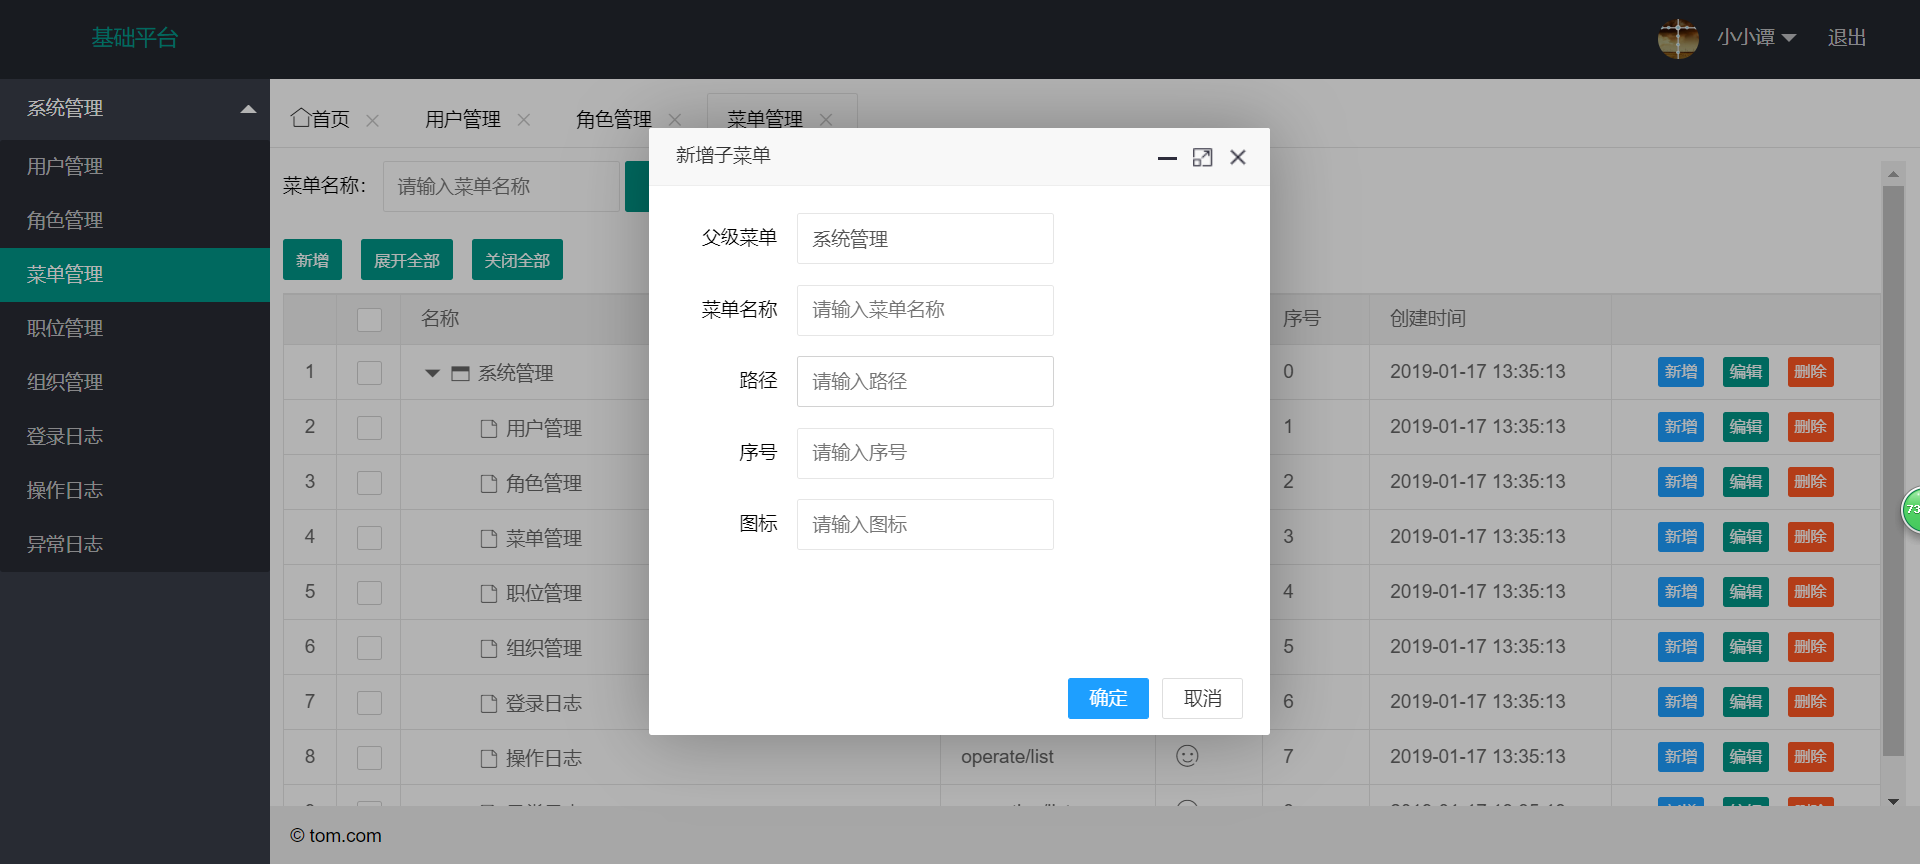 基础平台
小小谭
退出
系统管理
用户管理
角色管理
菜单管理
职位管理
组织管理
登录日志
操作日志
异常日志
首页 用户管理 角色管理 菜单管理
菜单名称： 请输入菜单名称
新增 展开全部 关闭全部
新增子菜单
父级菜单 系统管理
菜单名称 请输入菜单名称
路径 请输入路径
序号 请输入序号
图标 请输入图标
确定 取消
名称 序号 创建时间
1 系统管理 0 2019-01-17 13:35:13 新增 编辑 删除
2 用户管理 1 2019-01-17 13:35:13 新增 编辑 删除
3 角色管理 2 2019-01-17 13:35:13 新增 编辑 删除
4 菜单管理 3 2019-01-17 13:35:13 新增 编辑 删除
5 职位管理 4 2019-01-17 13:35:13 新增 编辑 删除
6 组织管理 5 2019-01-17 13:35:13 新增 编辑 删除
7 登录日志 6 2019-01-17 13:35:13 新增 编辑 删除
8 操作日志 operate/list 7 2019-01-17 13:35:13 新增 编辑 删除
© tom.com
73